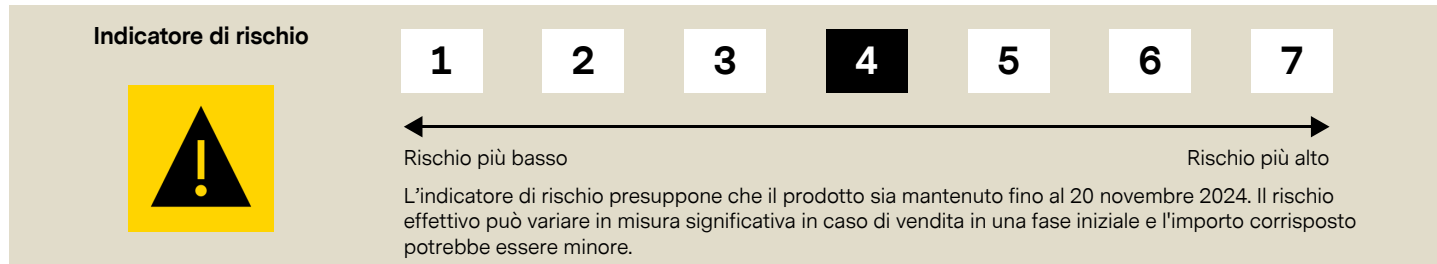 Indicatore di rischio
1 2 3 4 5 6 7
!
Rischio più basso Rischio più alto
L'indicatore di rischio presuppone che il prodotto sia mantenuto fino al 20 novembre 2024. Il rischio
effettivo può variare in misura significativa in caso di vendita in una fase iniziale e l'importo corrisposto
potrebbe essere minore.